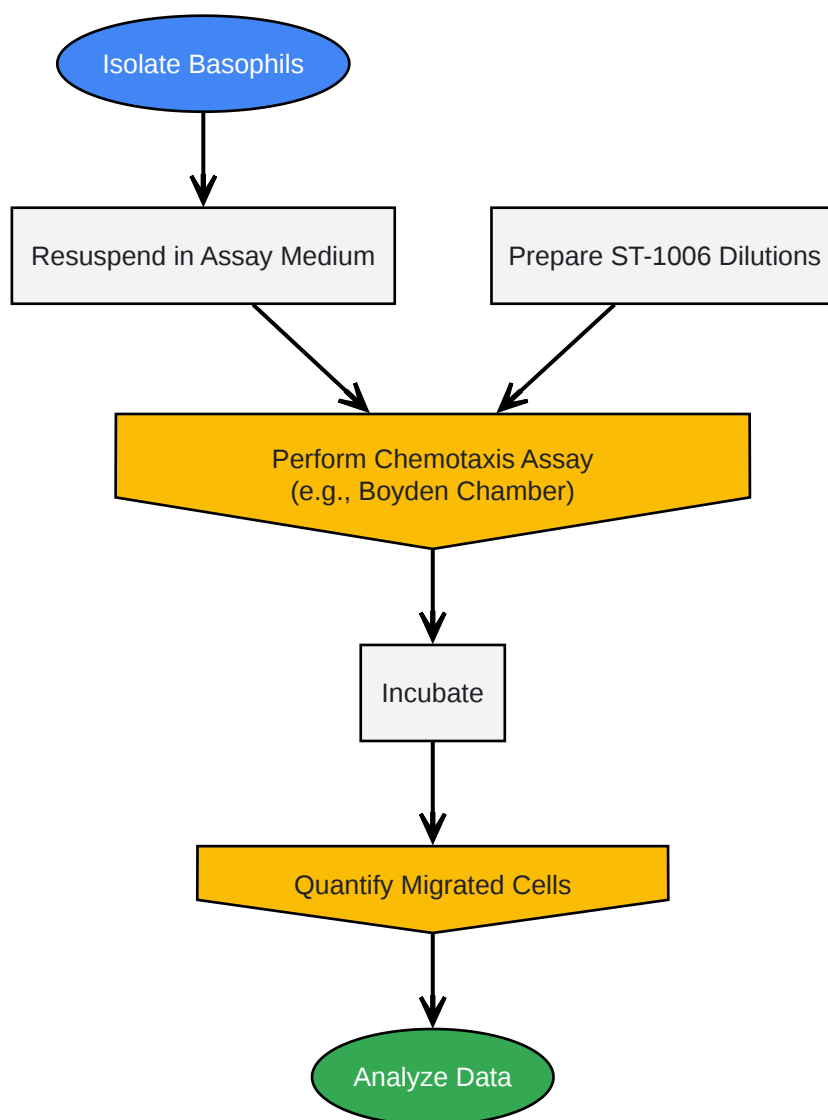 Isolate Basophils
Resuspend in Assay Medium
Prepare ST-1006 Dilutions
Perform Chemotaxis Assay
(e.g., Boyden Chamber)
Incubate
Quantify Migrated Cells
Analyze Data